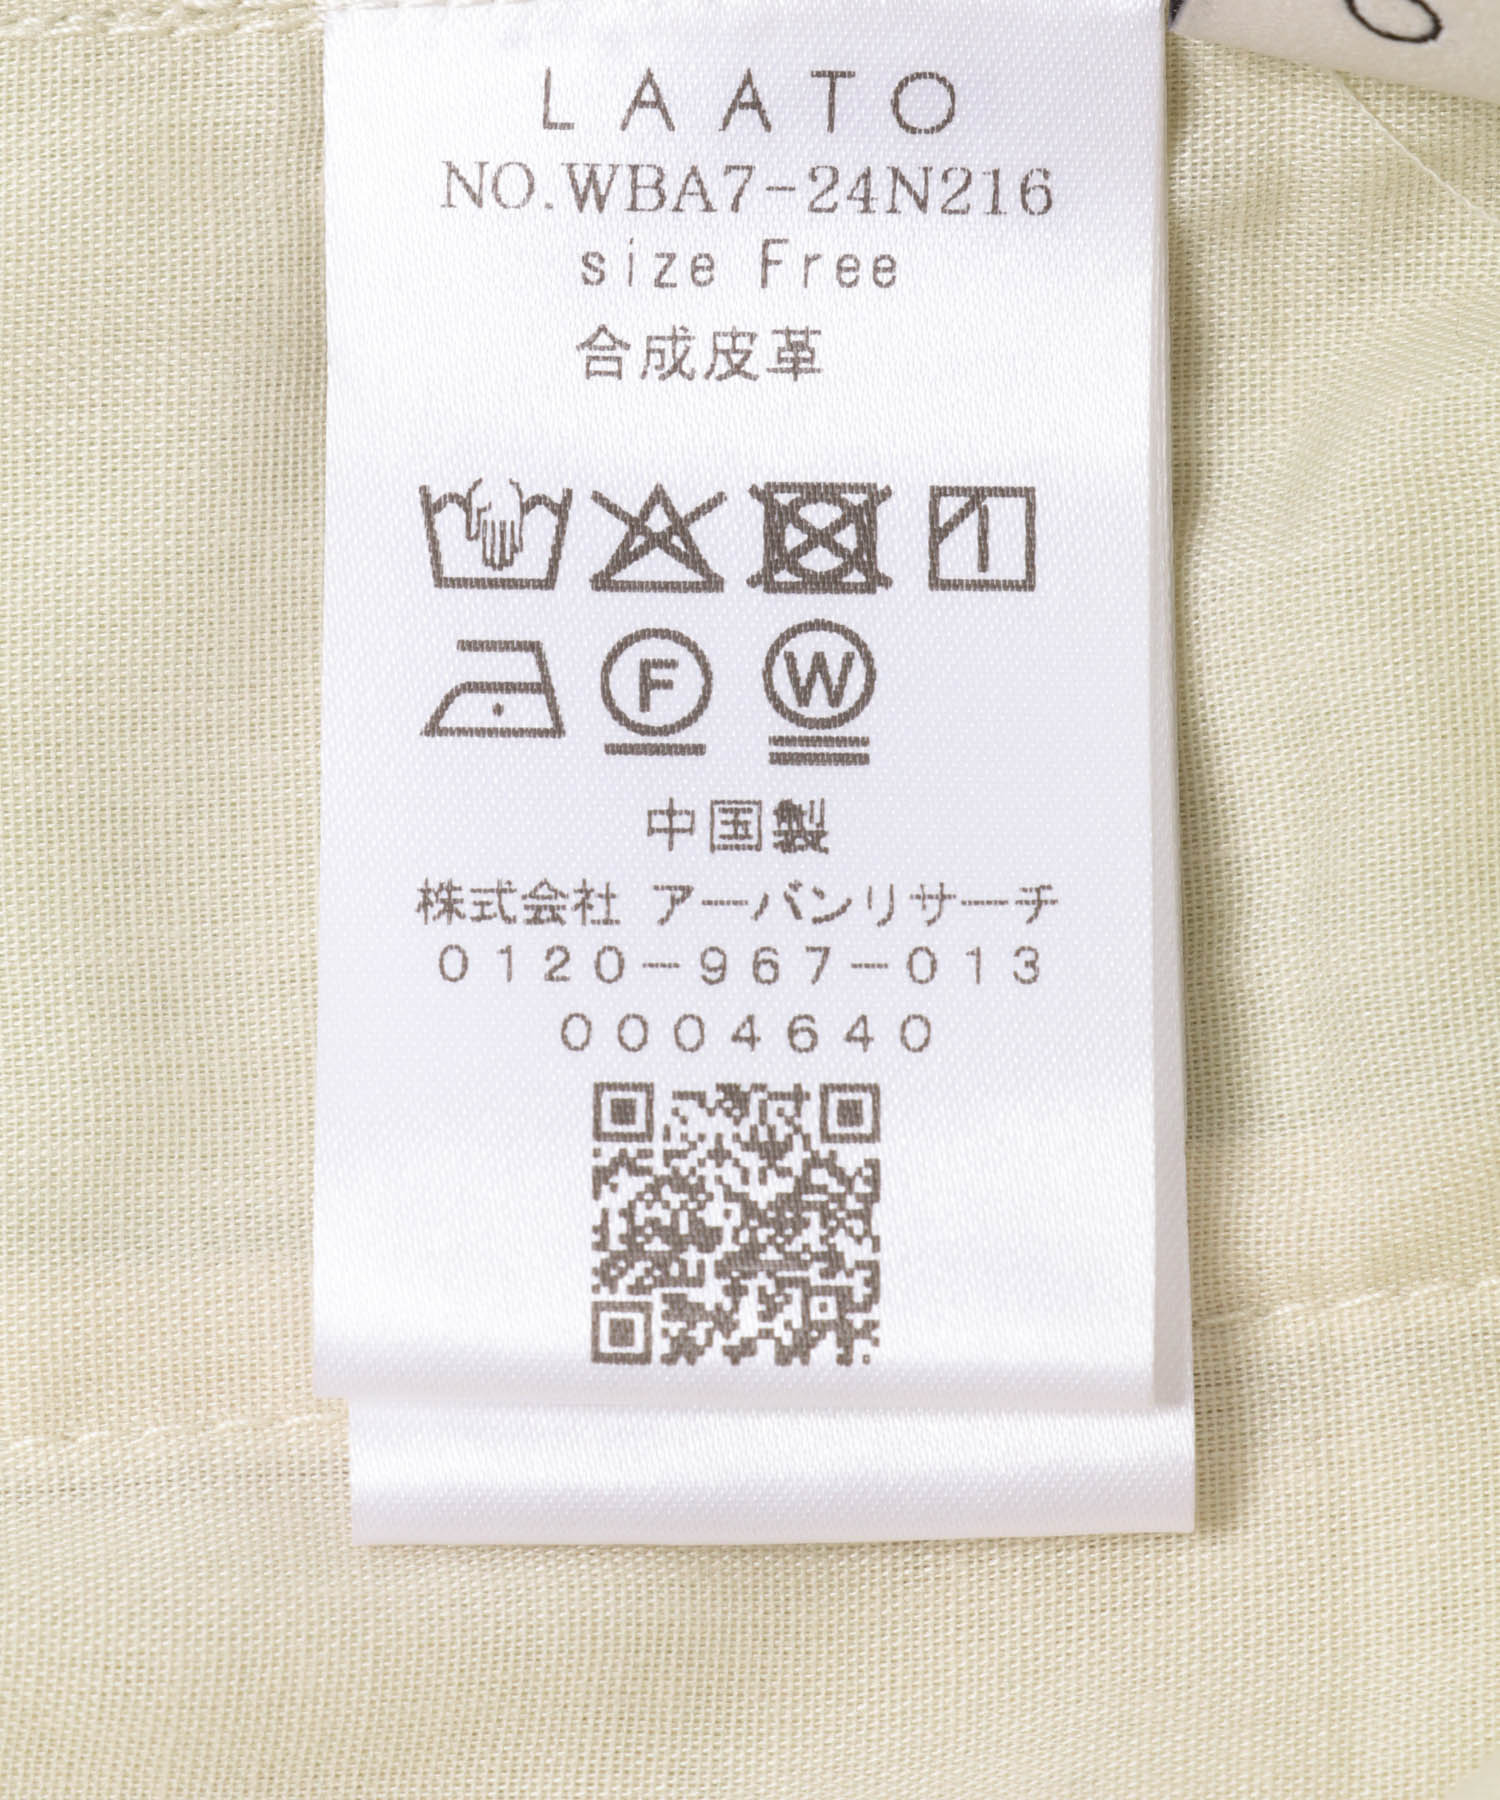 LAATO
NO.WBA7-24N216
size Free
合成皮革
F W
中国製
株式会社 アーバンリサーチ
0120-967-013
0004640